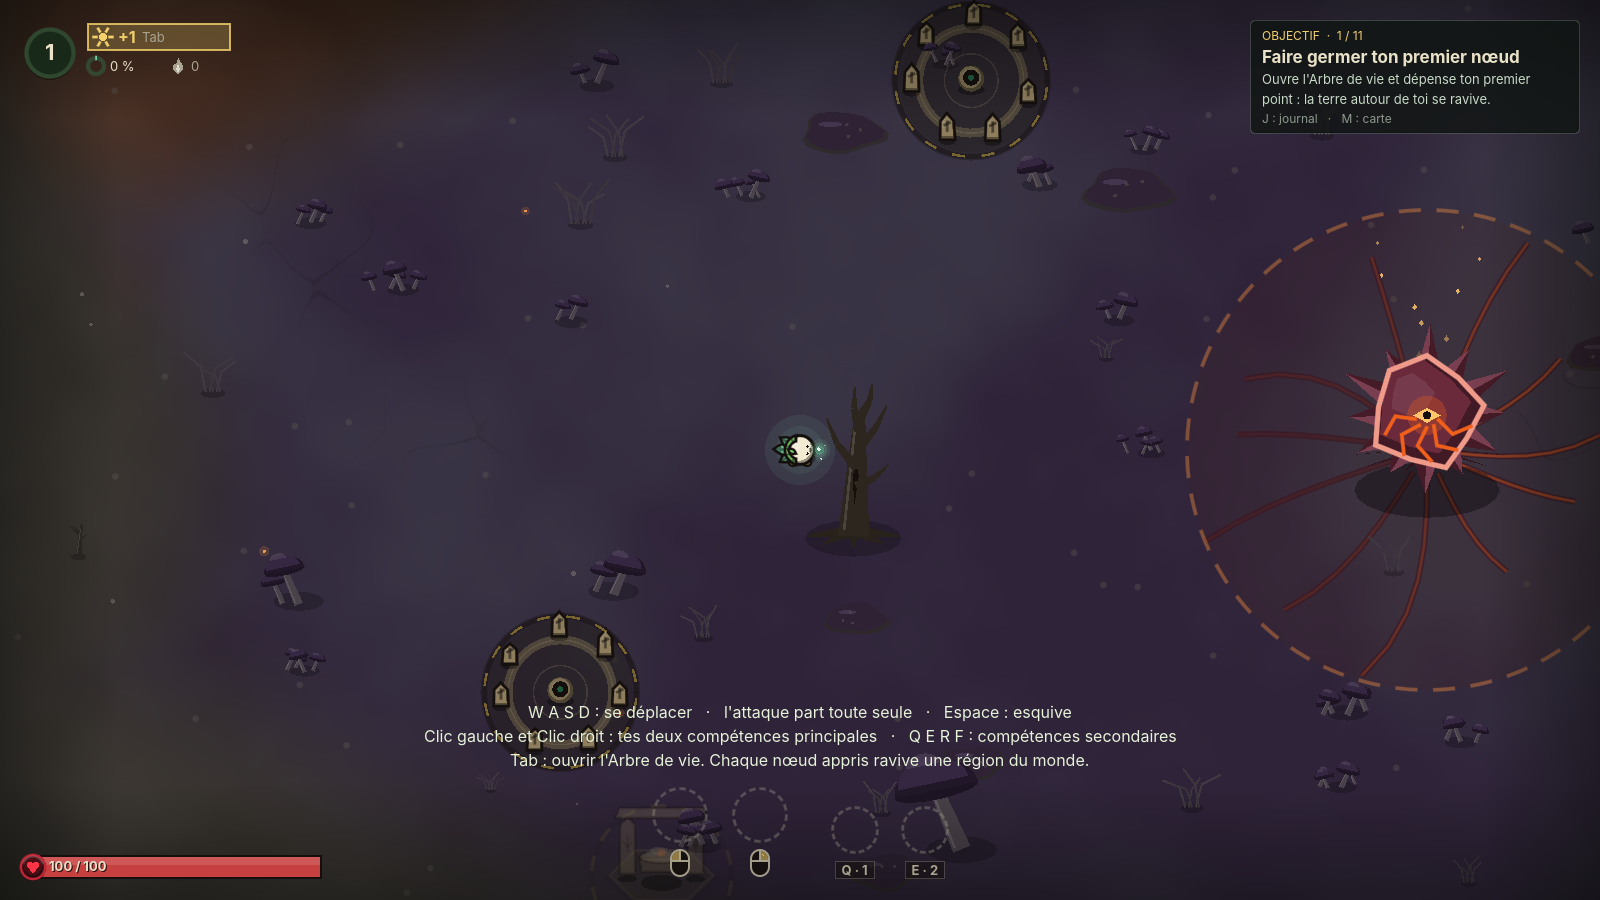 1
+1 Tab
0 %
0
OBJECTIF · 1 / 11
Faire germer ton premier nœud
Ouvre l'Arbre de vie et dépense ton premier
point : la terre autour de toi se ravive.
J : journal · M : carte
W A S D : se déplacer · l'attaque part toute seule · Espace : esquive
Clic gauche et Clic droit : tes deux compétences principales · Q E R F : compétences secondaires
Tab : ouvrir l'Arbre de vie. Chaque nœud appris ravive une région du monde.
100 / 100
Q · 1
E · 2